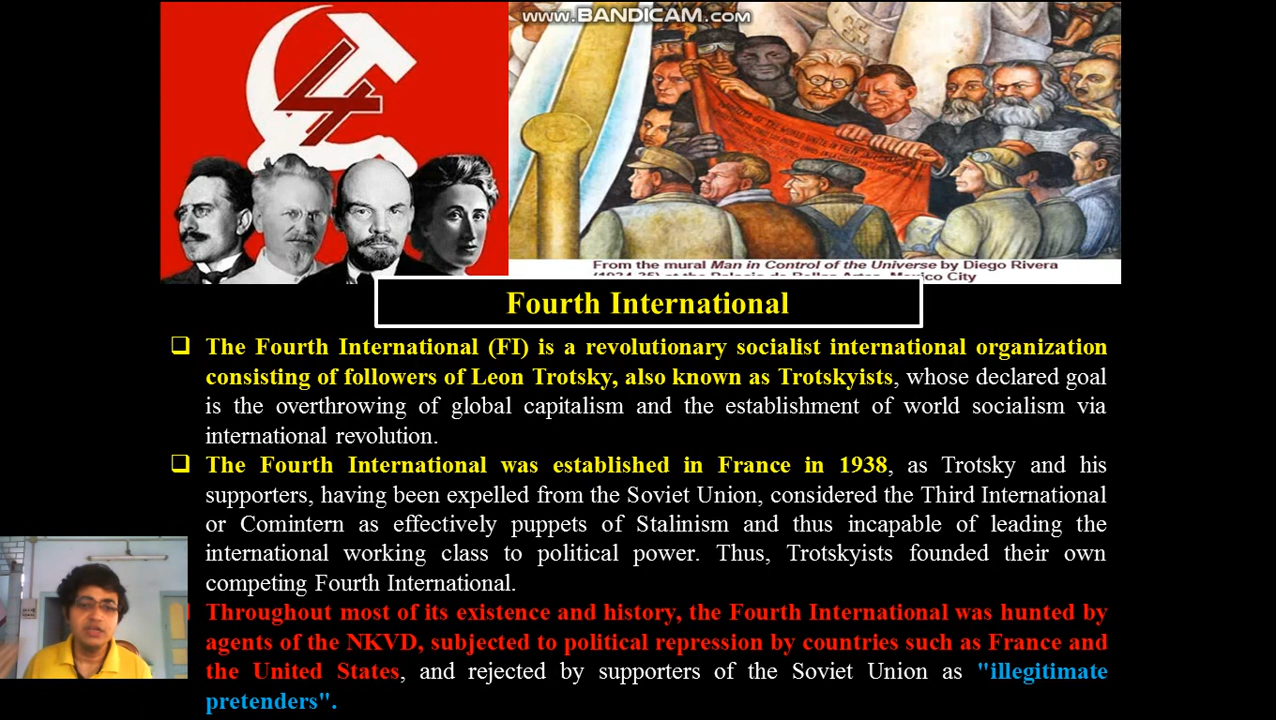 www.BANDICAM.com
4
From the mural Man in Control of the Universe by Diego Rivera
Mexico City
Fourth International
❑ The Fourth International (FI) is a revolutionary socialist international organization
consisting of followers of Leon Trotsky, also known as Trotskyists, whose declared goal
is the overthrowing of global capitalism and the establishment of world socialism via
international revolution.
❑ The Fourth International was established in France in 1938, as Trotsky and his
supporters, having been expelled from the Soviet Union, considered the Third International
or Comintern as effectively puppets of Stalinism and thus incapable of leading the
international working class to political power. Thus, Trotskyists founded their own
competing Fourth International.
Throughout most of its existence and history, the Fourth International was hunted by
agents of the NKVD, subjected to political repression by countries such as France and
the United States, and rejected by supporters of the Soviet Union as "illegitimate
pretenders".